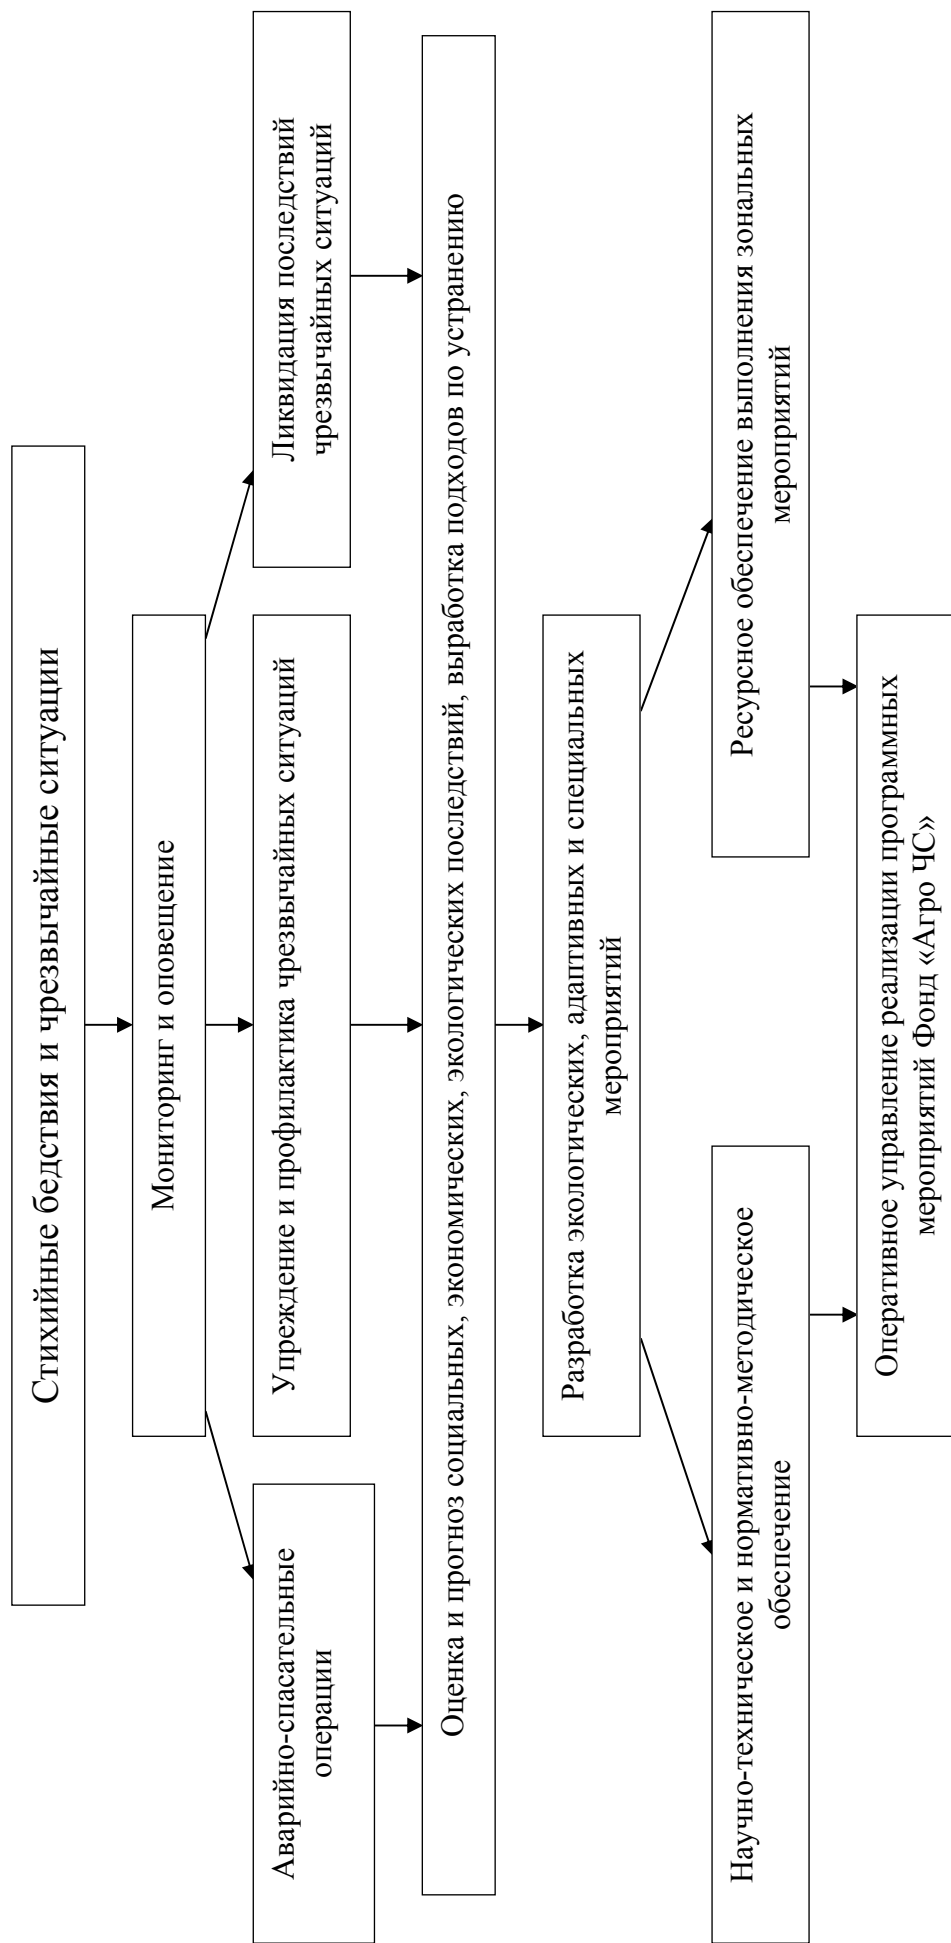 Стихийные бедствия и чрезвычайные ситуации
Мониторинг и оповещение
Аварийно-спасательные
операции
Упреждение и профилактика чрезвычайных ситуаций
Ликвидация последствий
чрезвычайных ситуаций
Оценка и прогноз социальных, экономических, экологических последствий, выработка подходов по устранению
Разработка экологических, адаптивных и специальных
мероприятий
Научно-техническое и нормативно-методическое
обеспечение
Ресурсное обеспечение выполнения зональных
мероприятий
Оперативное управление реализации программных
мероприятий Фонд «Агро ЧС»